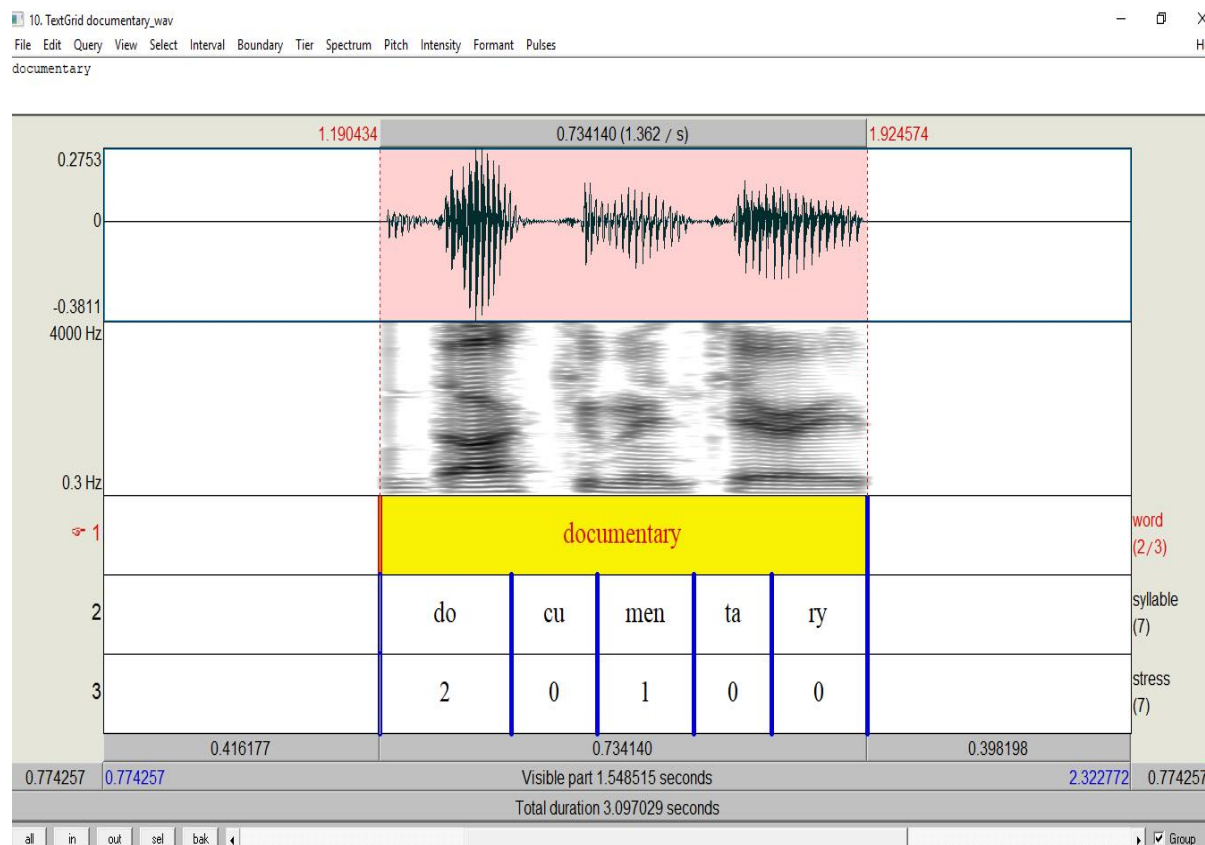 10. TextGrid documentary_wav
File Edit Query View Select Interval Boundary Tier Spectrum Pitch Intensity Formant Pulses H
documentary
1.190434 0.734140 (1.362 / s) 1.924574
0.2753
0
-0.3811
4000 Hz
0.3 Hz
1 documentary word
(2/3)
2 do cu men ta ry syllable
(7)
3 2 0 1 0 0 stress
(7)
0.416177 0.734140 0.398198
0.774257 0.774257 Visible part 1.548515 seconds 2.322772 0.774257
Total duration 3.097029 seconds
all in out sel bak Group